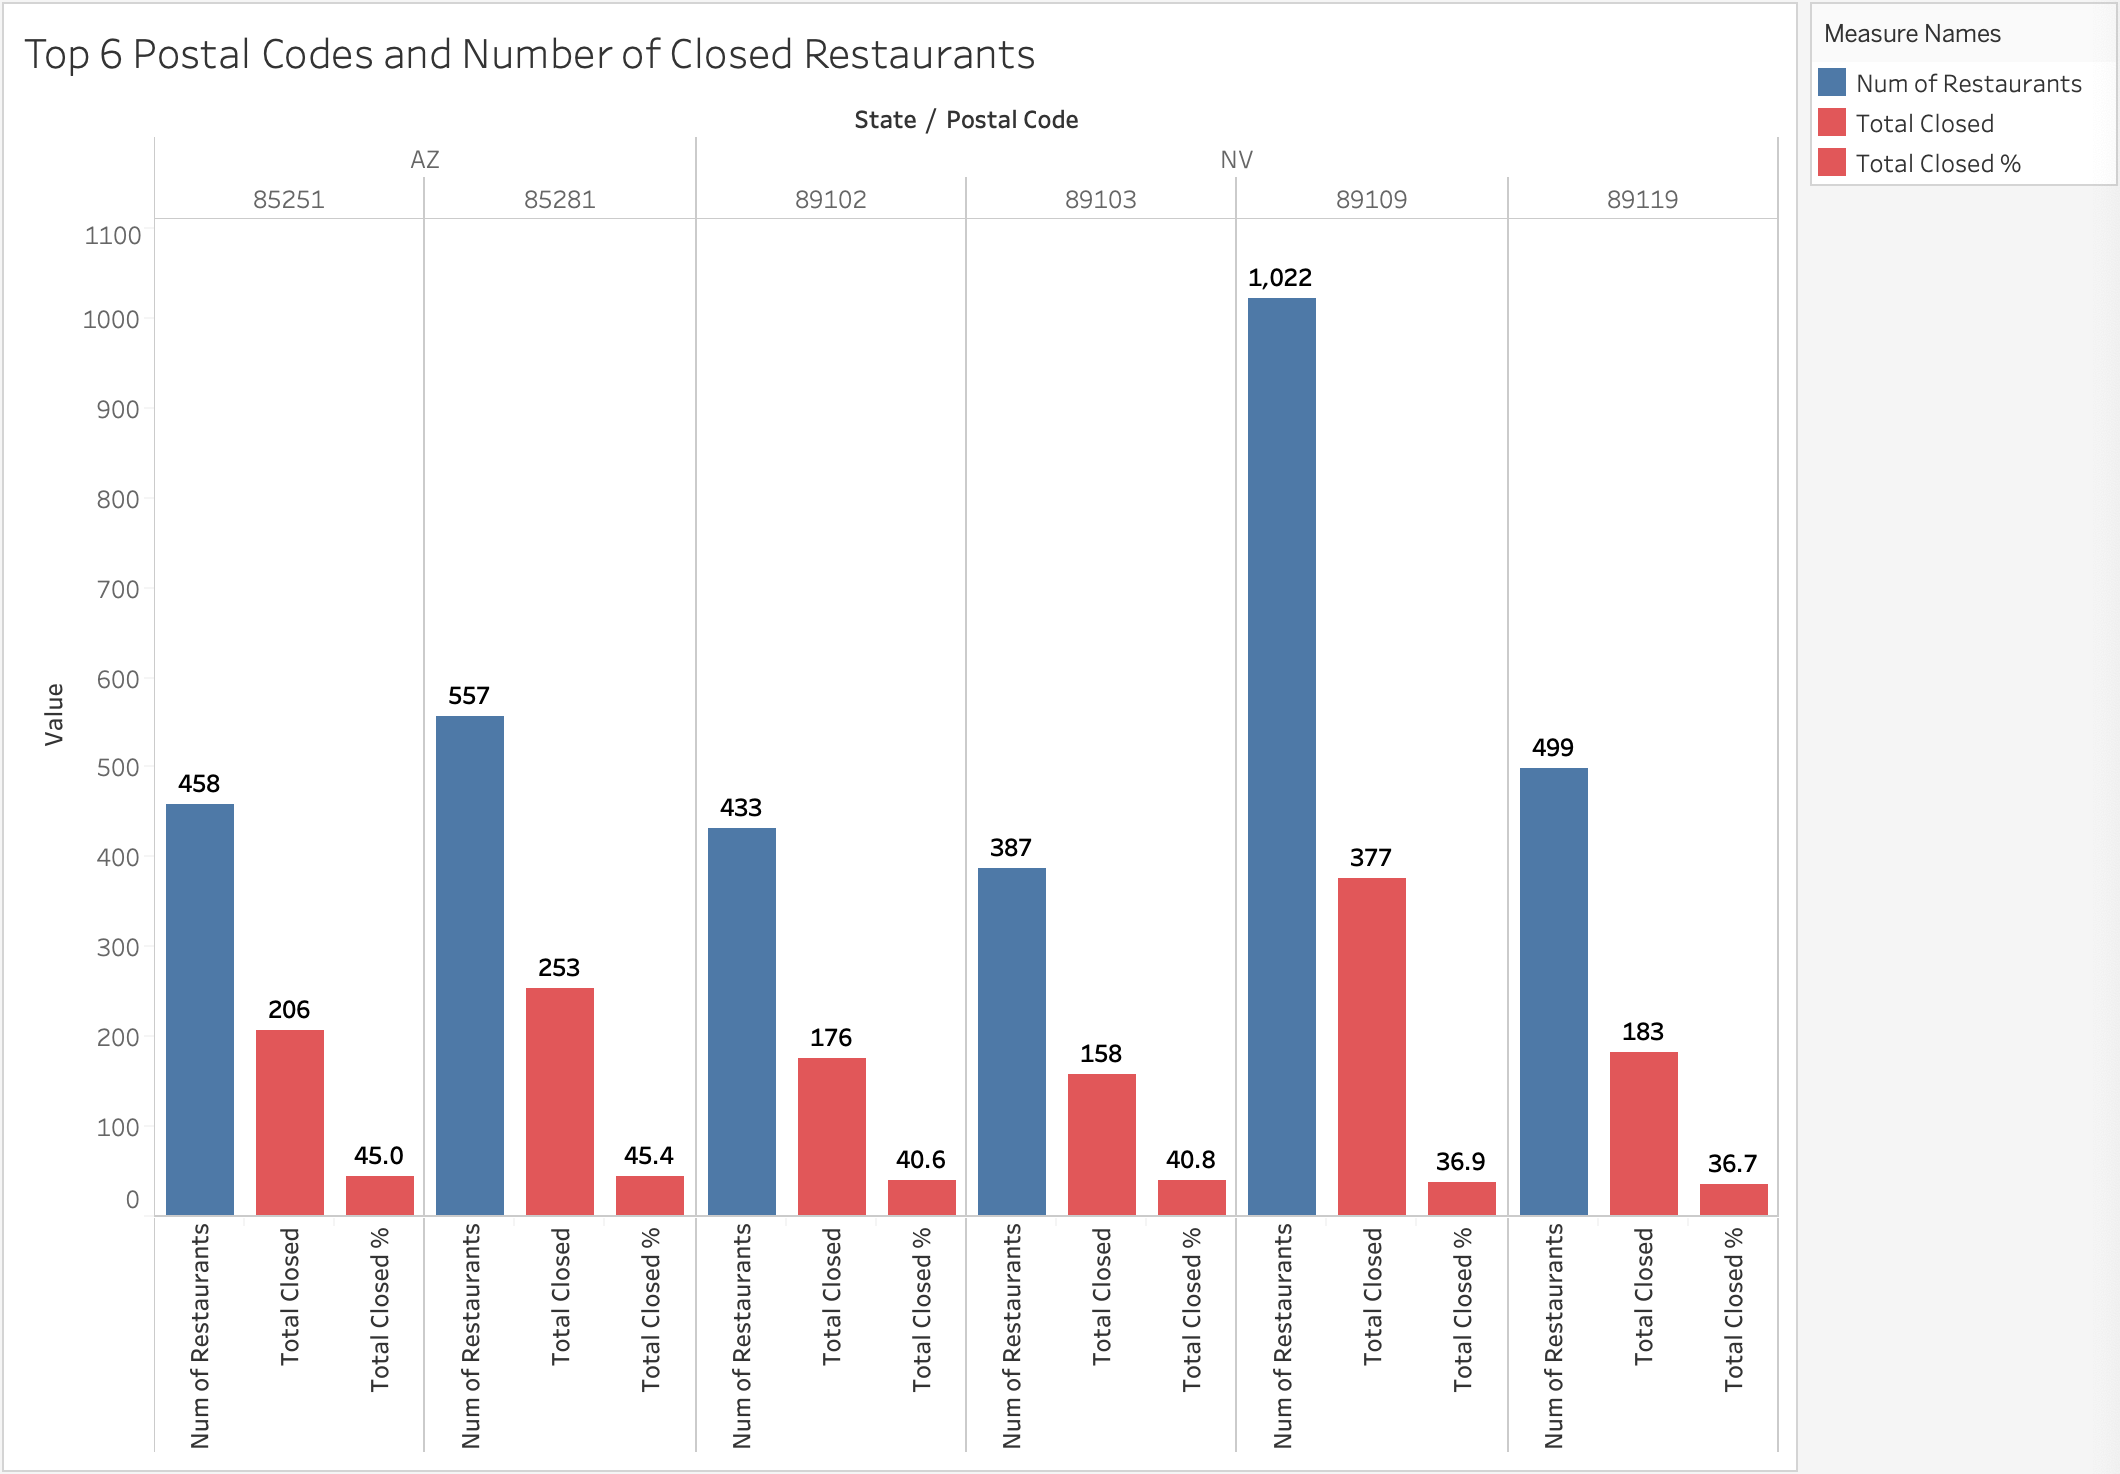 Top 6 Postal Codes and Number of Closed Restaurants
State / Postal Code
AZ NV
85251 85281 89102 89103 89109 89119
Value
1100
1000
900
800
700
600
500
400
300
200
100
0
458 206 45.0
557 253 45.4
433 176 40.6
387 158 40.8
1,022 377 36.9
499 183 36.7
Num of Restaurants
Total Closed
Total Closed %
Num of Restaurants
Total Closed
Total Closed %
Num of Restaurants
Total Closed
Total Closed %
Num of Restaurants
Total Closed
Total Closed %
Num of Restaurants
Total Closed
Total Closed %
Num of Restaurants
Total Closed
Total Closed %
Measure Names
Num of Restaurants
Total Closed
Total Closed %